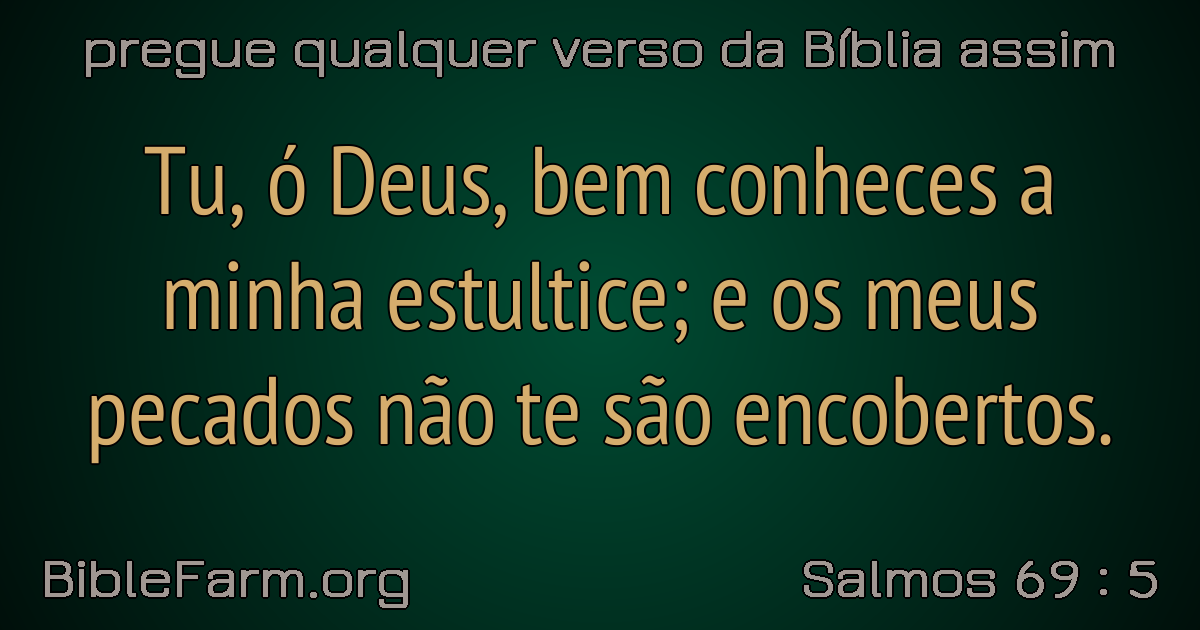 pregue qualquer verso da Bíblia assim
Tu, ó Deus, bem conheces a
minha estultice; e os meus
pecados não te são encobertos.
BibleFarm.org
Salmos 69 : 5